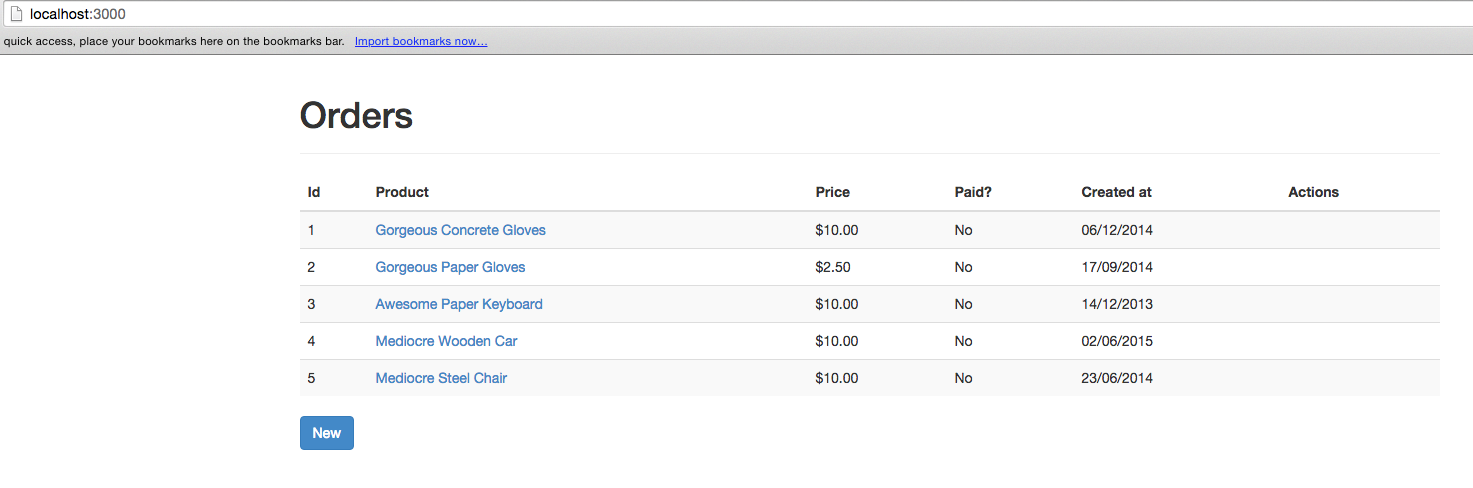 localhost:3000
quick access, place your bookmarks here on the bookmarks bar. Import bookmarks now...
Orders
Id Product Price Paid? Created at Actions
1 Gorgeous Concrete Gloves $10.00 No 06/12/2014
2 Gorgeous Paper Gloves $2.50 No 17/09/2014
3 Awesome Paper Keyboard $10.00 No 14/12/2013
4 Mediocre Wooden Car $10.00 No 02/06/2015
5 Mediocre Steel Chair $10.00 No 23/06/2014
New